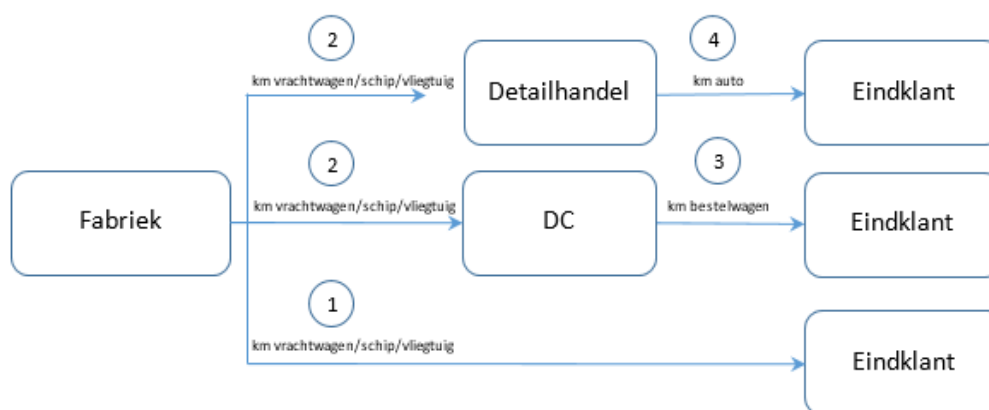 2
4
km vrachtwagen/schip/vliegtuig
Detailhandel
km auto
Eindklant
2
3
Fabriek
km vrachtwagen/schip/vliegtuig
DC
km bestelwagen
Eindklant
1
km vrachtwagen/schip/vliegtuig
Eindklant